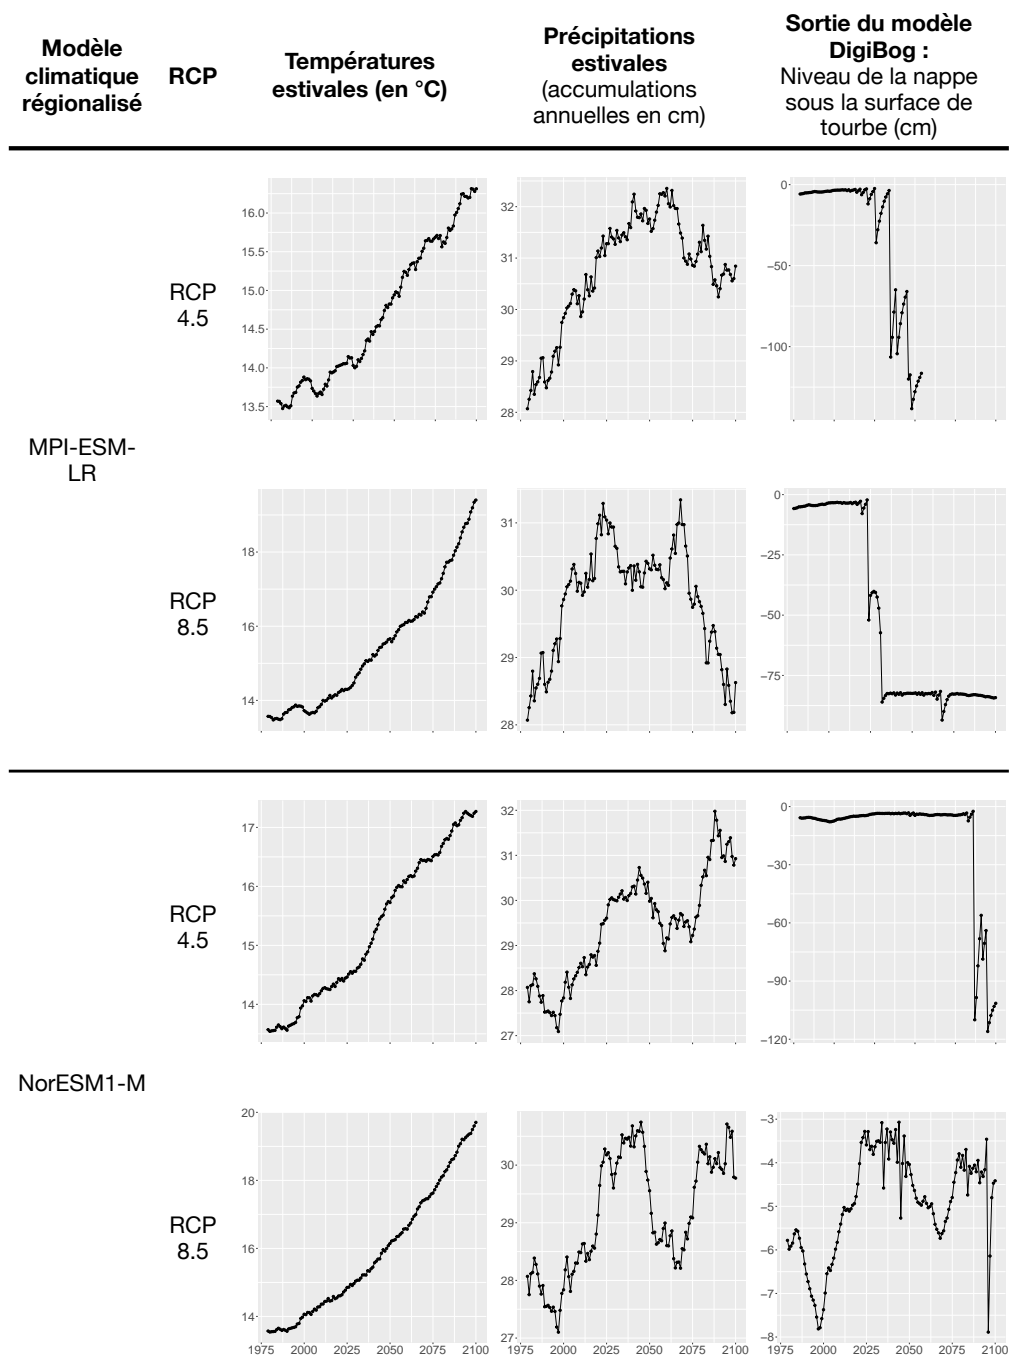 Modèle
climatique
régionalisé
RCP
Températures
estivales (en °C)
Précipitations
estivales
(accumulations
annuelles en cm)
Sortie du modèle
DigiBog :
Niveau de la nappe
sous la surface de
tourbe (cm)
MPI-ESM-
LR
RCP
4.5
16.0
15.5
15.0
14.5
14.0
13.5
32
31
30
29
28
0
−50
−100
RCP
8.5
18
16
14
31
30
29
28
0
−25
−50
−75
NorESM1-M
RCP
4.5
17
16
15
14
32
31
30
29
28
27
0
−30
−60
−90
−120
RCP
8.5
20
18
16
14
1975 2000 2025 2050 2075 2100
30
29
28
27
1975 2000 2025 2050 2075 2100
−3
−4
−5
−6
−7
−8
1975 2000 2025 2050 2075 2100